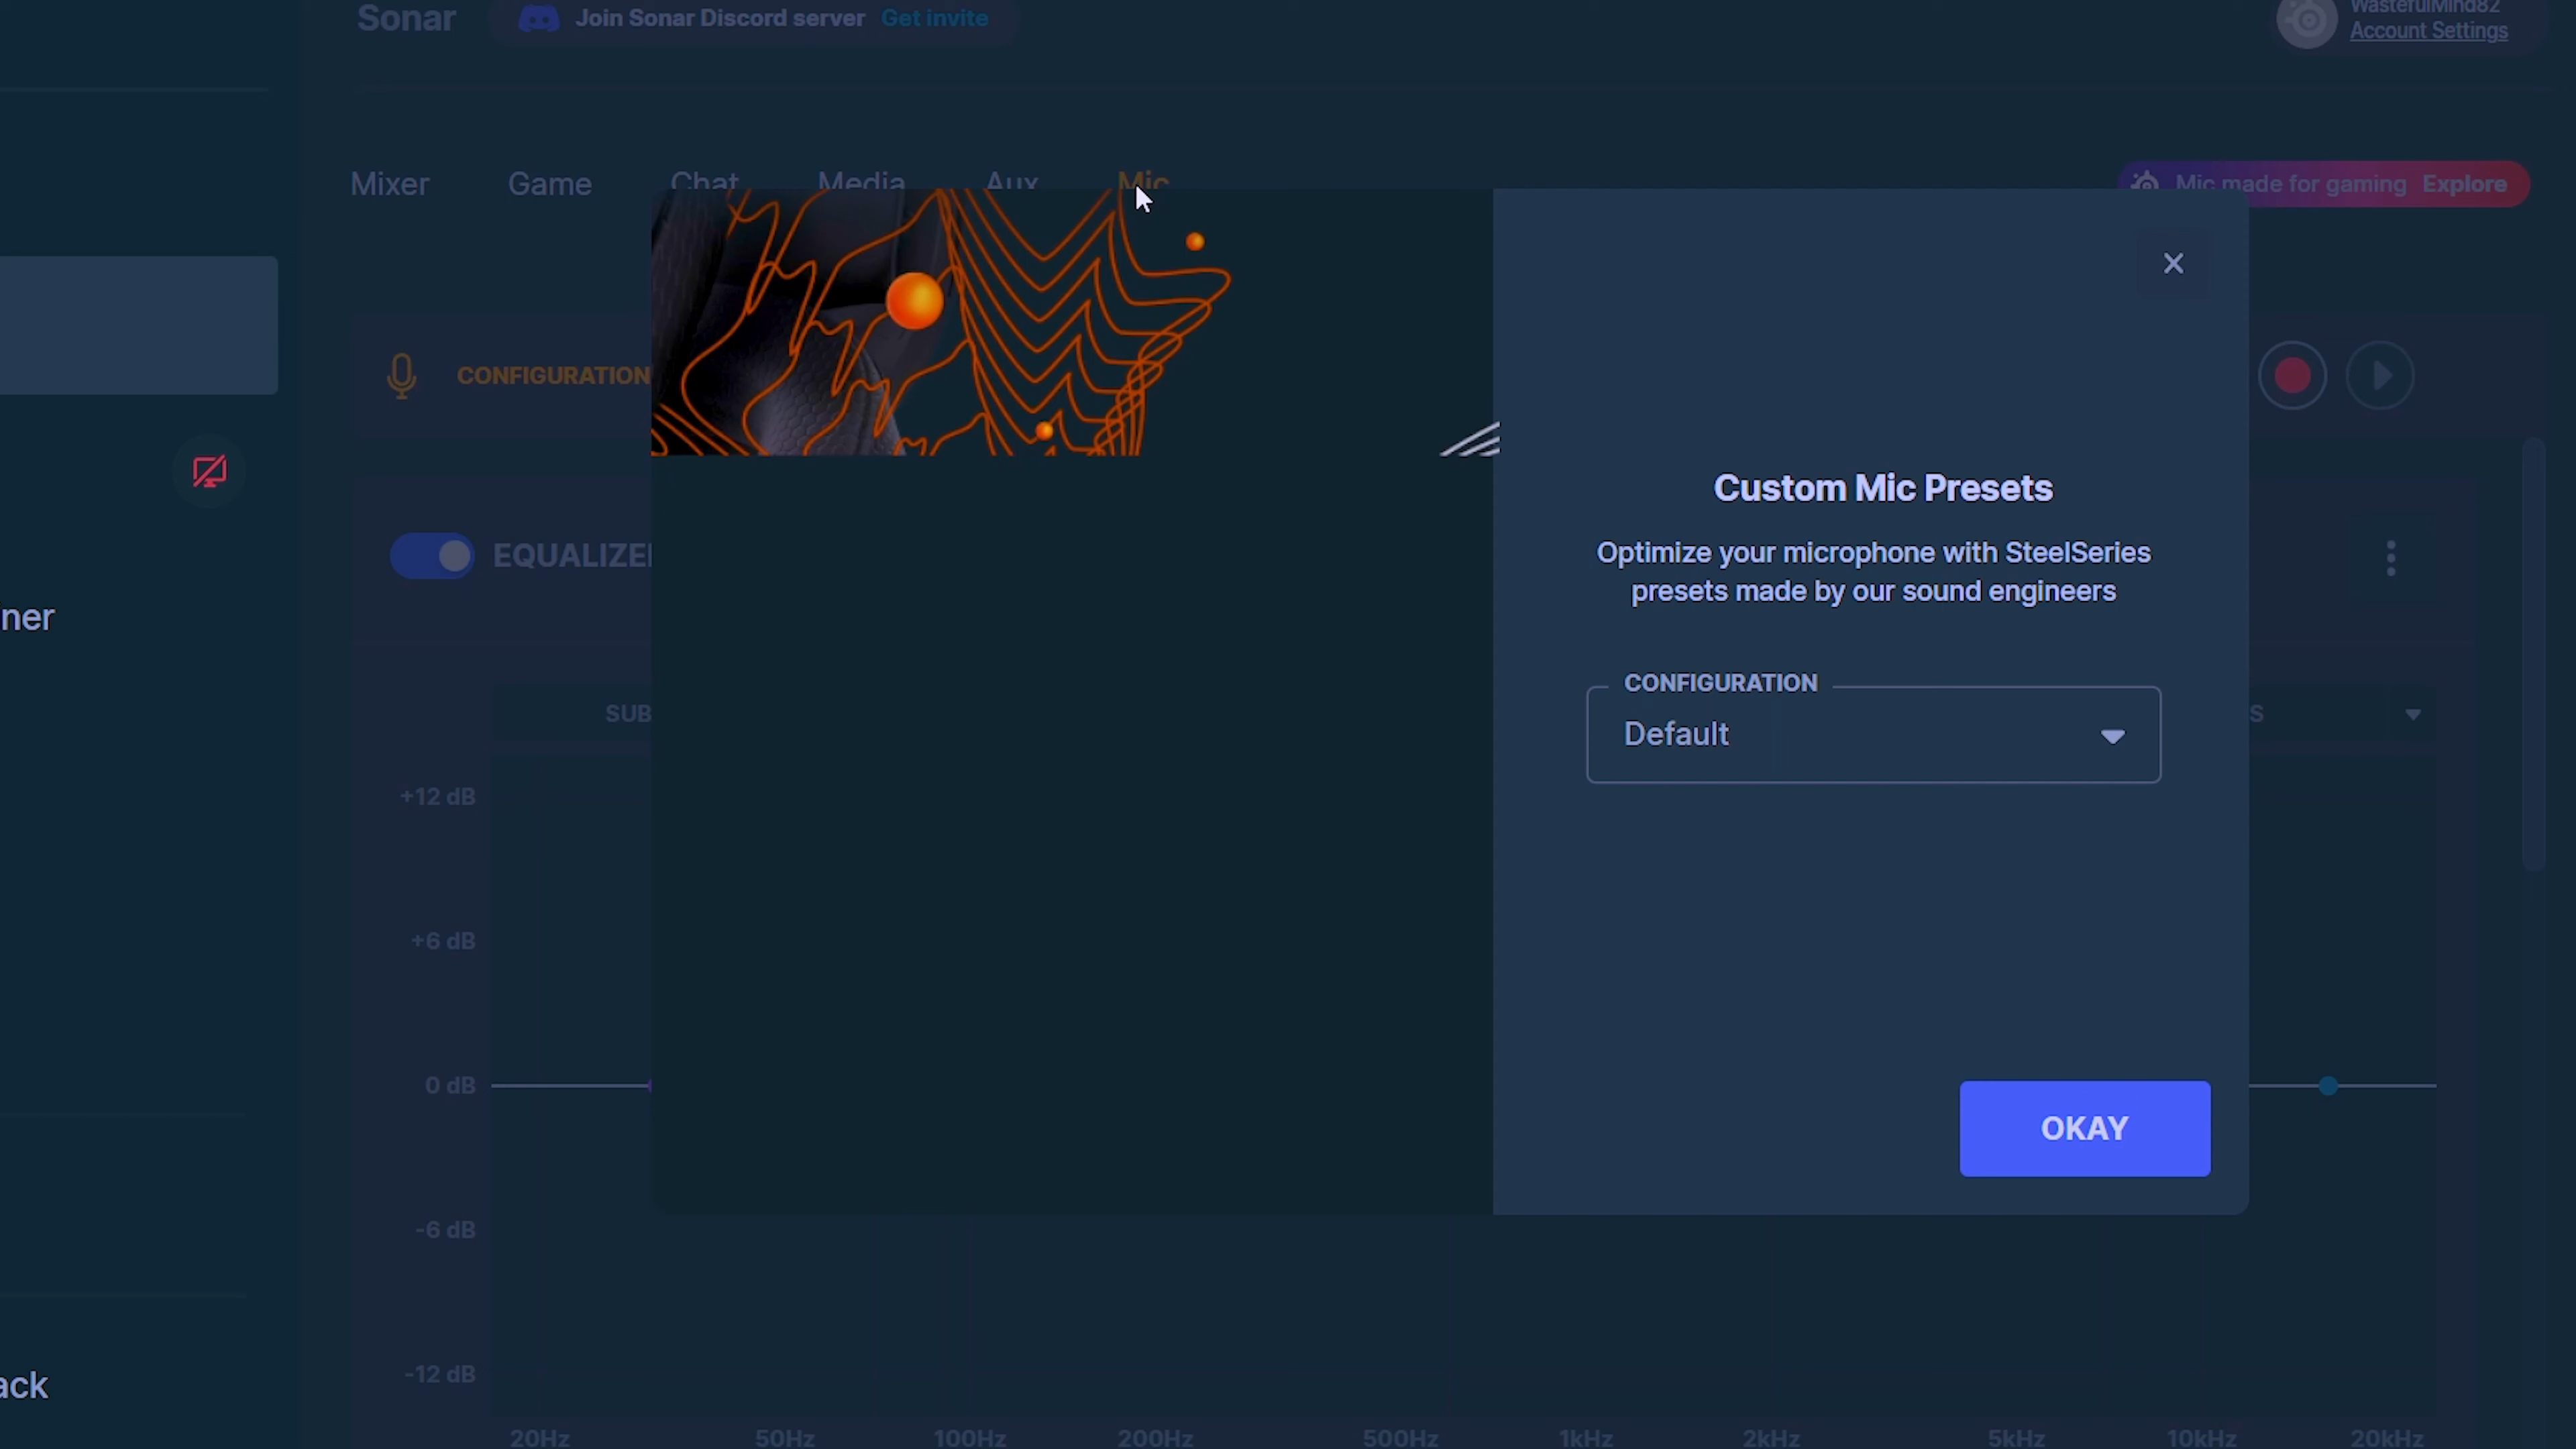 Sonar
Join Sonar Discord server Get invite
WastefulMind82
Account Settings
Mixer Game Chat Media Aux Mic
Mic made for gaming Explore
CONFIGURATION
EQUALIZE
ner
ack
SUB
S
Custom Mic Presets
Optimize your microphone with SteelSeries
presets made by our sound engineers
CONFIGURATION
Default
OKAY
+12 dB
+6 dB
0 dB
-6 dB
-12 dB
20Hz 50Hz 100Hz 200Hz 500Hz 1kHz 2kHz 5kHz 10kHz 20kHz